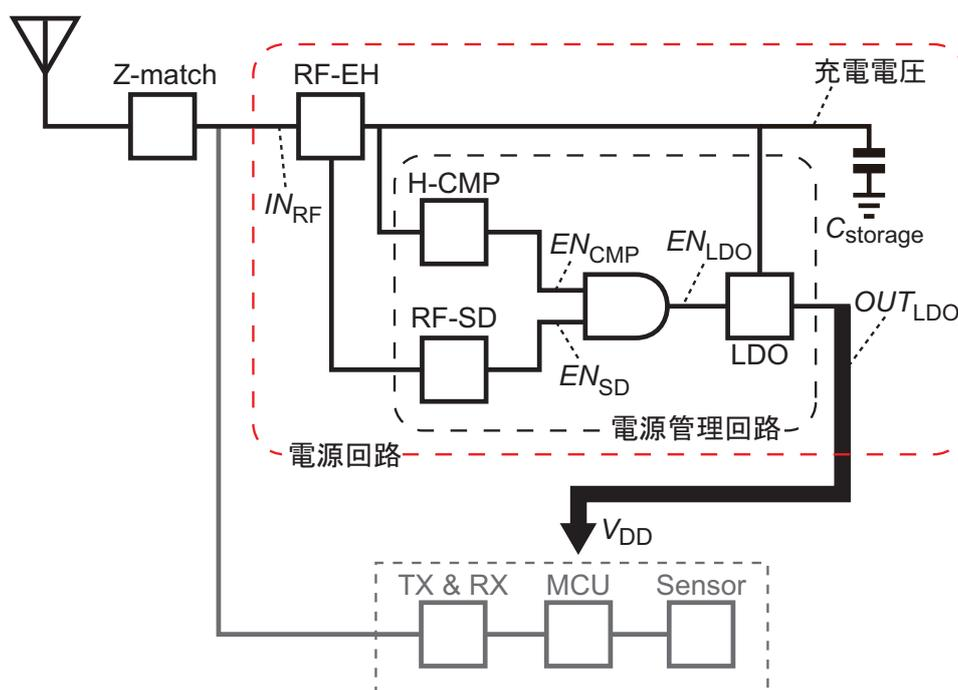 Z-match
RF-EH
充電電圧
IN_RF
H-CMP
C_storage
EN_CMP
EN_LDO
RF-SD
OUT_LDO
LDO
EN_SD
電源管理回路
電源回路
V_DD
TX & RX
MCU
Sensor